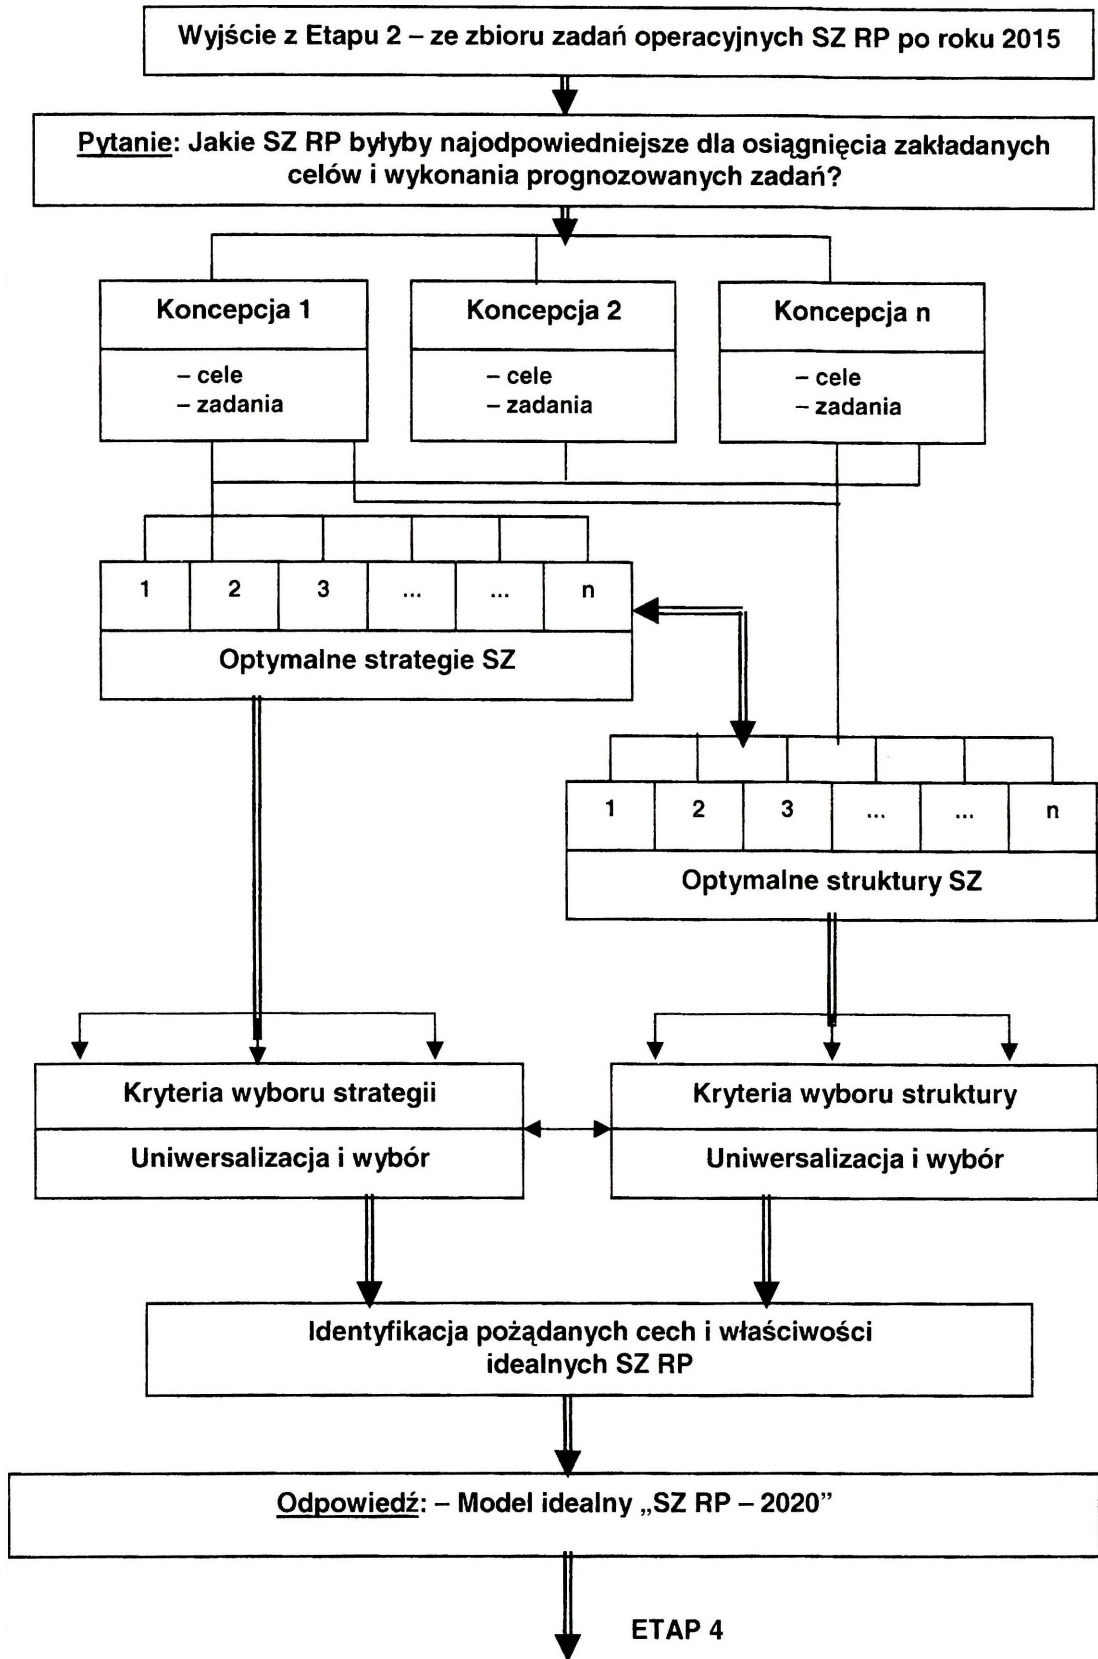 Wyjście z Etapu 2 – ze zbioru zadań operacyjnych SZ RP po roku 2015
Pytanie: Jakie SZ RP byłyby najodpowiedniejsze dla osiągnięcia zakładanych
celów i wykonania prognozowanych zadań?
Koncepcja 1
– cele
– zadania
Koncepcja 2
– cele
– zadania
Koncepcja n
– cele
– zadania
1 2 3 ... ... n
Optymalne strategie SZ
1 2 3 ... ... n
Optymalne struktury SZ
Kryteria wyboru strategii
Uniwersalizacja i wybór
Kryteria wyboru struktury
Uniwersalizacja i wybór
Identyfikacja pożądanych cech i właściwości
idealnych SZ RP
Odpowiedź: – Model idealny „SZ RP – 2020”
ETAP 4